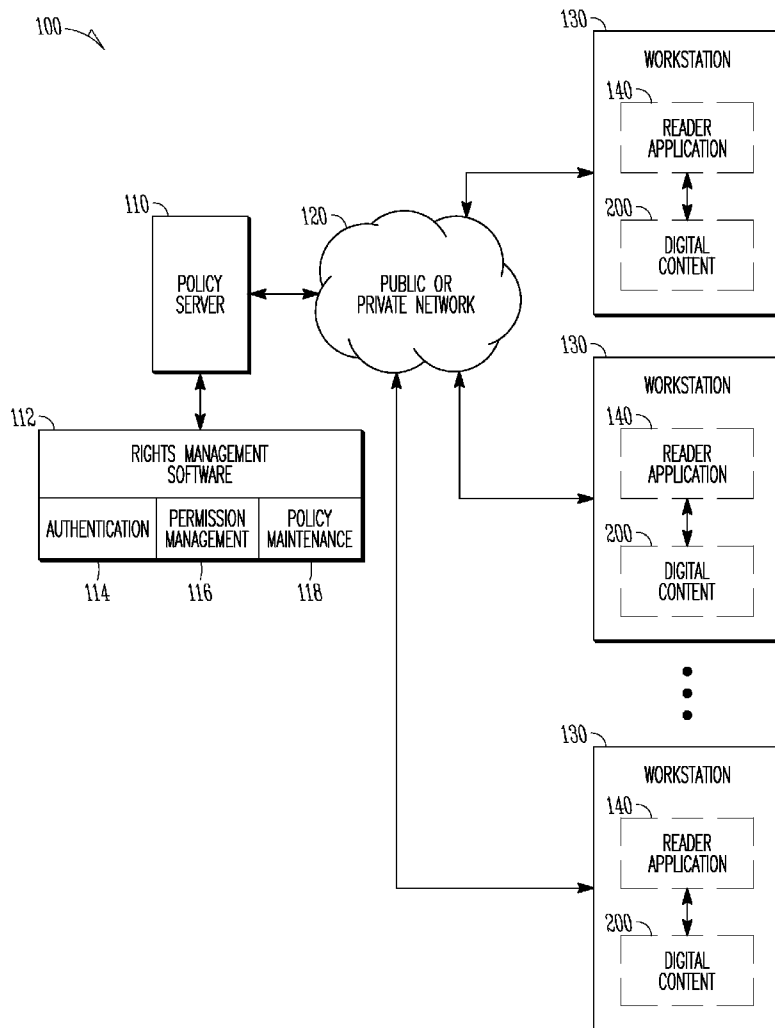 100
110
POLICY
SERVER
112
RIGHTS MANAGEMENT
SOFTWARE
AUTHENTICATION
PERMISSION
MANAGEMENT
POLICY
MAINTENANCE
114
116
118
120
PUBLIC OR
PRIVATE NETWORK
130
WORKSTATION
140
READER
APPLICATION
200
DIGITAL
CONTENT
130
WORKSTATION
140
READER
APPLICATION
200
DIGITAL
CONTENT
130
WORKSTATION
140
READER
APPLICATION
200
DIGITAL
CONTENT